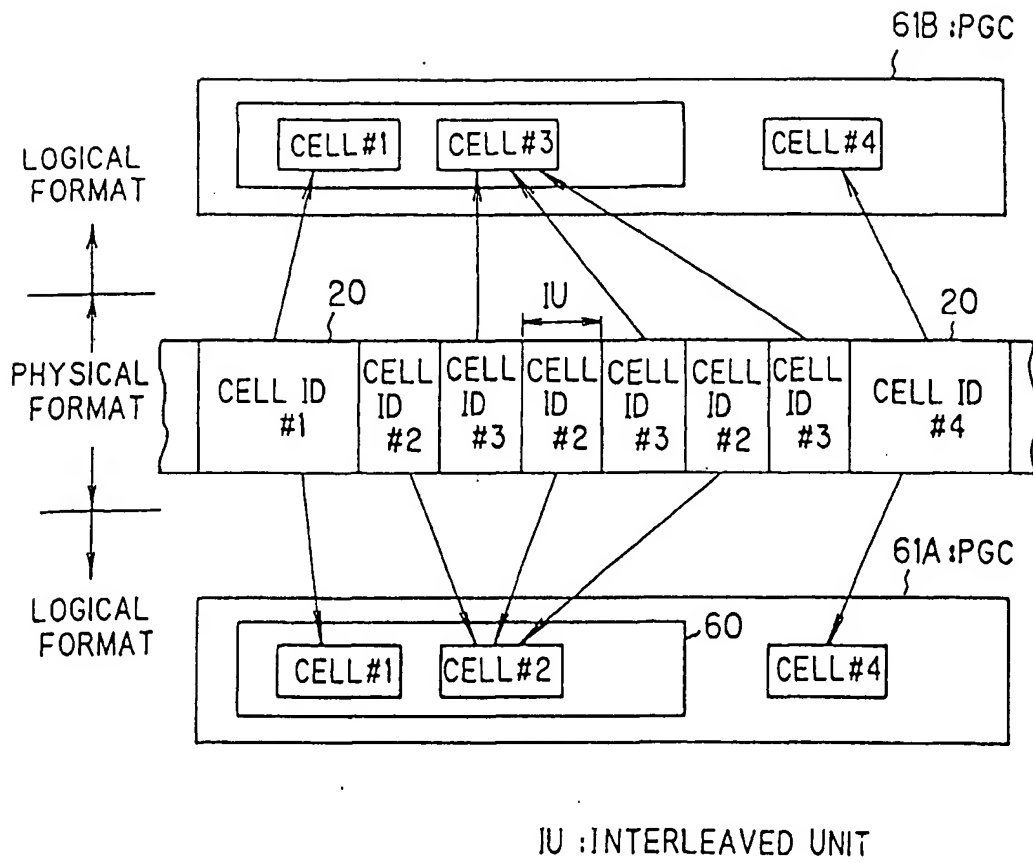 61B :PGC
CELL#1
CELL#3
CELL#4
LOGICAL
FORMAT
20
IU
20
PHYSICAL
FORMAT
CELL ID
#1
CELL
ID
#2
CELL
ID
#3
CELL
ID
#2
CELL
ID
#3
CELL
ID
#2
CELL
ID
#3
CELL ID
#4
61A :PGC
LOGICAL
FORMAT
60
CELL#1
CELL#2
CELL#4
IU :INTERLEAVED UNIT